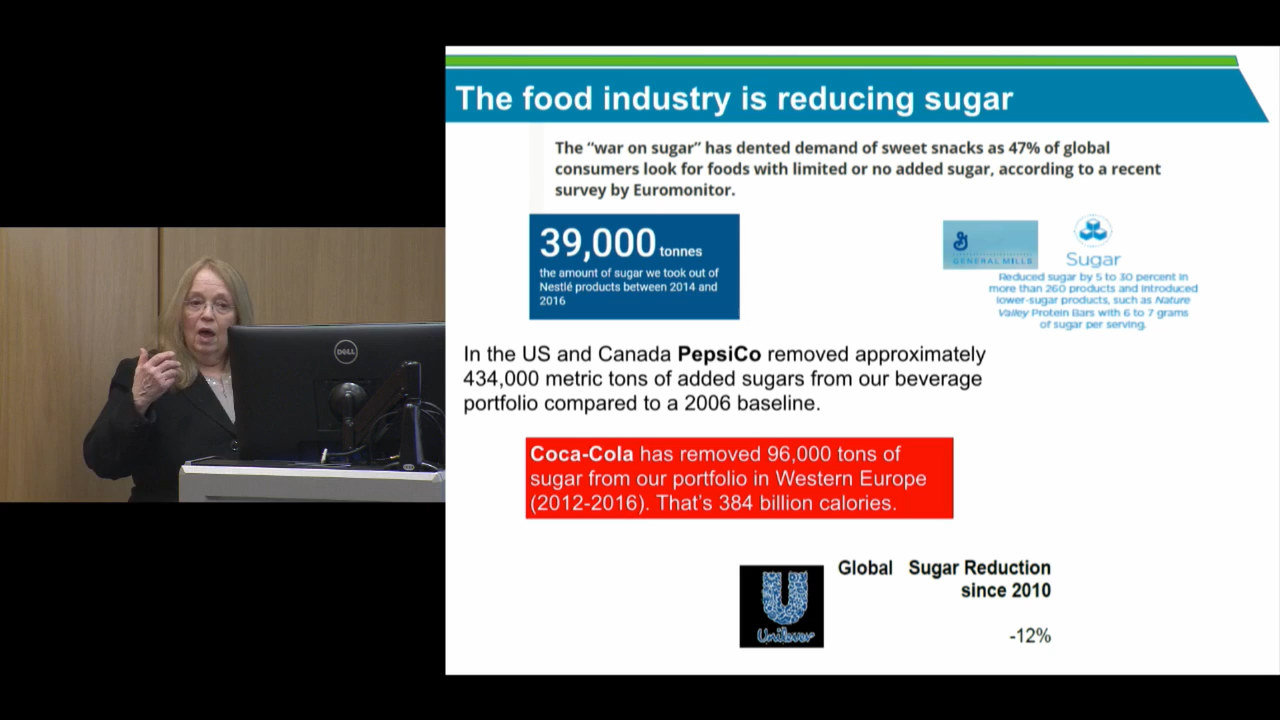 The food industry is reducing sugar
The “war on sugar” has dented demand of sweet snacks as 47% of global
consumers look for foods with limited or no added sugar, according to a recent
survey by Euromonitor.
39,000 tonnes
the amount of sugar we took out of
Nestlé products between 2014 and
2016
GENERAL MILLS
Sugar
Reduced sugar by 5 to 30 percent in
more than 260 products and introduced
lower-sugar products, such as Nature
Valley Protein Bars with 6 to 7 grams
of sugar per serving.
In the US and Canada PepsiCo removed approximately
434,000 metric tons of added sugars from our beverage
portfolio compared to a 2006 baseline.
Coca-Cola has removed 96,000 tons of
sugar from our portfolio in Western Europe
(2012-2016). That’s 384 billion calories.
Global Sugar Reduction
since 2010
-12%
Unilever
DELL